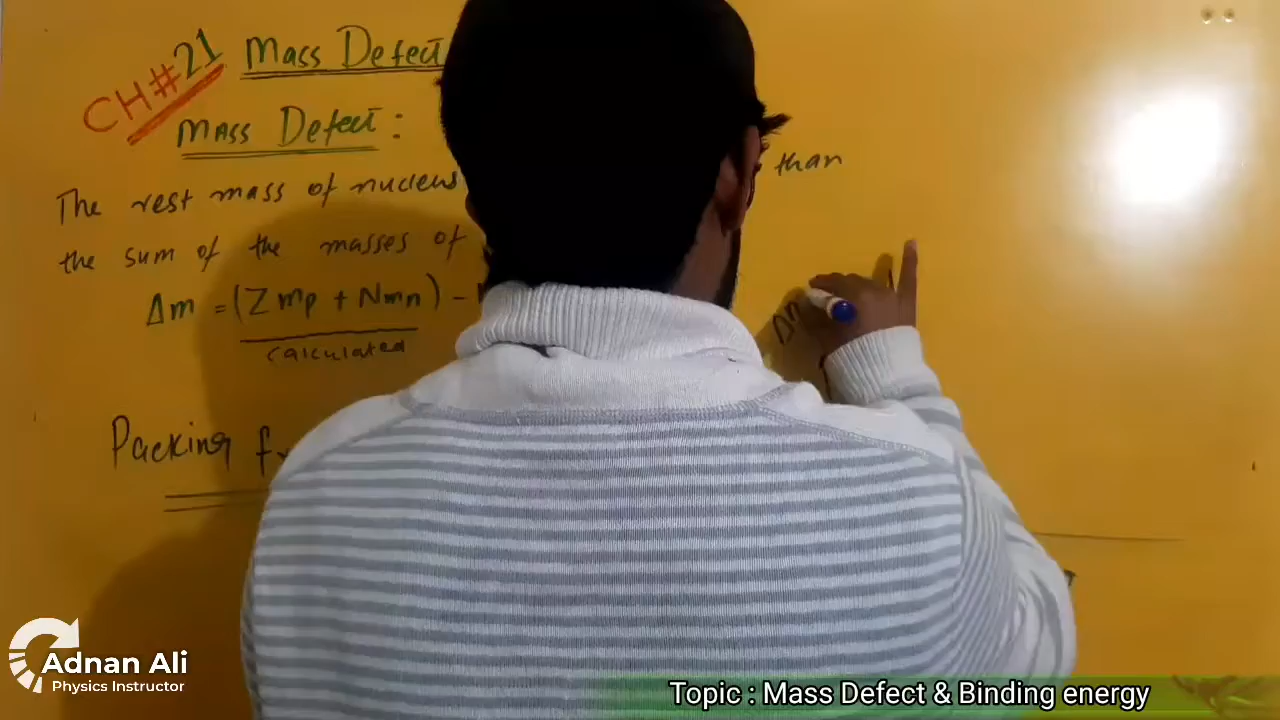 CH#21 Mass Defect
Mass Defect :
The rest mass of nucleus than
the sum of the masses of
Δm = (Zmp + Nmn) -
calculated
Packing
Adnan Ali
Physics Instructor
Topic : Mass Defect & Binding energy